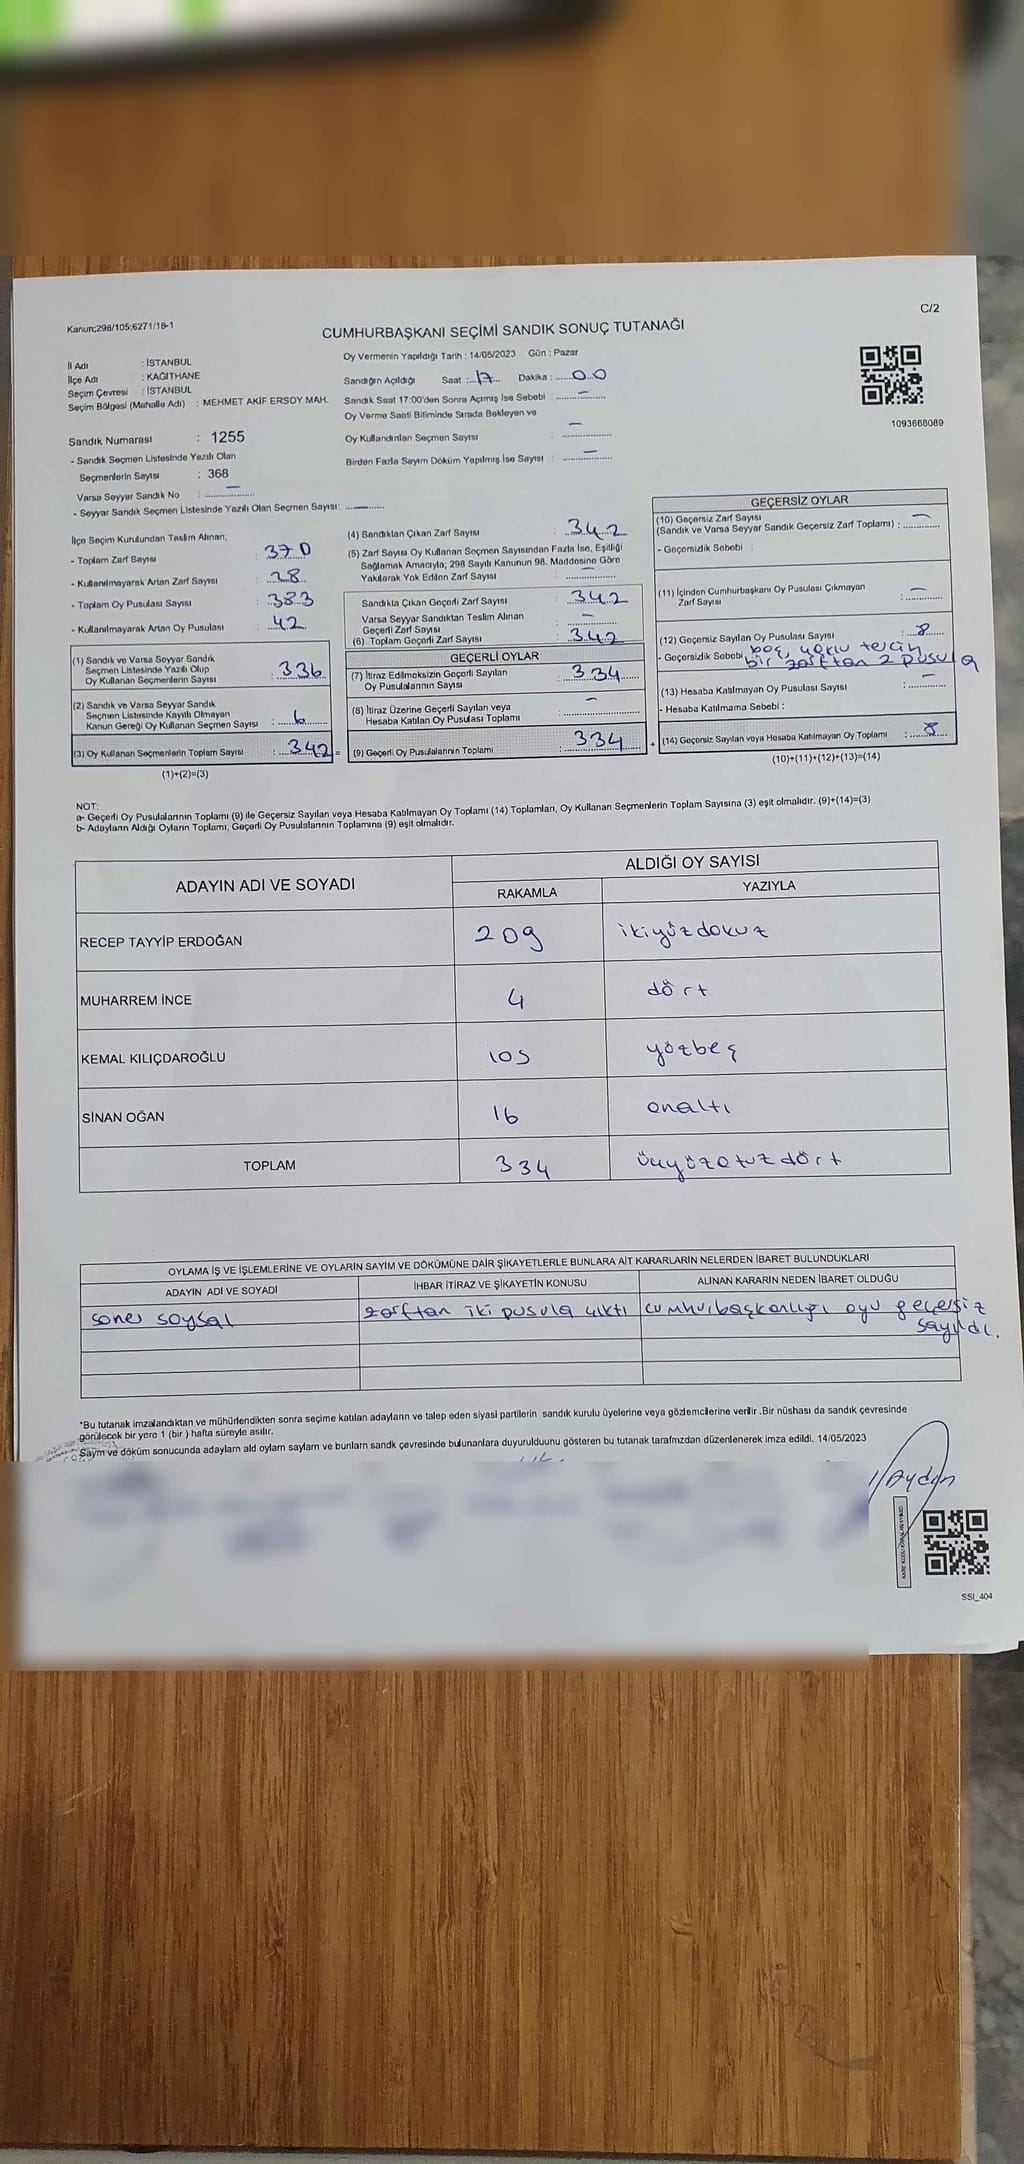 Kanun;298/105;6271/18-1
C/2
CUMHURBAŞKANI SEÇİMİ SANDIK SONUÇ TUTANAĞI
İl Adı : İSTANBUL
İlçe Adı : KAĞITHANE
Seçim Çevresi : İSTANBUL
Seçim Bölgesi (Mahalle Adı) : MEHMET AKİF ERSOY MAH.
Oy Vermenin Yapıldığı Tarih : 14/05/2023 Gün : Pazar
Sandığın Açıldığı Saat : 17 Dakika : 00
Sandık Saat 17:00'den Sonra Açımış İse Sebebi : —
Oy Verme Saati Bitiminde Sırada Bekleyen ve
Oy Kullandırılan Seçmen Sayısı : —
Birden Fazla Sayım Döküm Yapılmış İse Sayısı : —
1093668089
Sandık Numarası : 1255
- Sandık Seçmen Listesinde Yazılı Olan
Seçmenlerin Sayısı : 368
Varsa Seyyar Sandık No : —
- Seyyar Sandık Seçmen Listesinde Yazılı Olan Seçmen Sayısı: —
İlçe Seçim Kurulundan Teslim Alınan;
- Toplam Zarf Sayısı : 370
- Kullanılmayarak Artan Zarf Sayısı : 28
- Toplam Oy Pusulası Sayısı : 383
- Kullanılmayarak Artan Oy Pusulası : 42
(1) Sandık ve Varsa Seyyar Sandık
Seçmen Listesinde Yazılı Olup
Oy Kullanan Seçmenlerin Sayısı : 336
(2) Sandık ve Varsa Seyyar Sandık
Seçmen Listesinde Kayıtlı Olmayan
Kanun Gereği Oy Kullanan Seçmen Sayısı : 6
(3) Oy Kullanan Seçmenlerin Toplam Sayısı : 342 =
(1)+(2)=(3)
(4) Sandıktan Çıkan Zarf Sayısı : 342
(5) Zarf Sayısı Oy Kullanan Seçmen Sayısından Fazla İse, Eşitliği
Sağlamak Amacıyla; 298 Sayılı Kanunun 98. Maddesine Göre
Yakılarak Yok Edilen Zarf Sayısı —
Sandıkta Çıkan Geçerli Zarf Sayısı : 342
Varsa Seyyar Sandıktan Teslim Alınan
Geçerli Zarf Sayısı : —
(6) Toplam Geçerli Zarf Sayısı : 342
GEÇERLİ OYLAR
(7) İtiraz Edilmeksizin Geçerli Sayılan
Oy Pusulalarının Sayısı : 334
(8) İtiraz Üzerine Geçerli Sayılan veya
Hesaba Katılan Oy Pusulası Toplamı : —
(9) Geçerli Oy Pusulalarının Toplamı : 334 +
GEÇERSİZ OYLAR
(10) Geçersiz Zarf Sayısı
(Sandık ve Varsa Seyyar Sandık Geçersiz Zarf Toplamı) : —
- Geçersizlik Sebebi :
(11) İçinden Cumhurbaşkanı Oy Pusulası Çıkmayan
Zarf Sayısı : —
(12) Geçersiz Sayılan Oy Pusulası Sayısı : 8
- Geçersizlik Sebebi boş, çoklu tercih
bir zarftan 2 pusula
(13) Hesaba Katılmayan Oy Pusulası Sayısı : —
- Hesaba Katılmama Sebebi :
(14) Geçersiz Sayılan veya Hesaba Katılmayan Oy Toplamı : 8
(10)+(11)+(12)+(13)=(14)
NOT:
a- Geçerli Oy Pusulalarının Toplamı (9) ile Geçersiz Sayılan veya Hesaba Katılmayan Oy Toplamı (14) Toplamları, Oy Kullanan Seçmenlerin Toplam Sayısına (3) eşit olmalıdır. (9)+(14)=(3)
b- Adayların Aldığı Oyların Toplamı, Geçerli Oy Pusulalarının Toplamına (9) eşit olmalıdır.
ADAYIN ADI VE SOYADI ALDIĞI OY SAYISI
RAKAMLA YAZIYLA
RECEP TAYYİP ERDOĞAN 209 ikiyüzdokuz
MUHARREM İNCE 4 dört
KEMAL KILIÇDAROĞLU 105 yüzbeş
SİNAN OĞAN 16 onaltı
TOPLAM 334 üçyüzotuzdört
OYLAMA İŞ VE İŞLEMLERİNE VE OYLARIN SAYIM VE DÖKÜMÜNE DAİR ŞİKAYETLERLE BUNLARA AİT KARARLARIN NELERDEN İBARET BULUNDUKLARI
ADAYIN ADI VE SOYADI İHBAR İTİRAZ VE ŞİKAYETİN KONUSU ALINAN KARARIN NEDEN İBARET OLDUĞU
soner soysal zarftan iki pusula çıktı cumhurbaşkanlığı oyu geçersiz
sayıldı.
*Bu tutanak imzalandıktan ve mühürlendikten sonra seçime katılan adayların ve talep eden siyasi partilerin sandık kurulu üyelerine veya gözlemcilerine verilir .Bir nüshası da sandık çevresinde
görülecek bir yere 1 (bir ) hafta süreyle asılır.
Sayım ve döküm sonucunda adayların ald oyların sayların ve bunların sandk çevresinde bulunanlara duyurulduunu gösteren bu tutanak tarafmzdan düzenlenerek imza edildi. 14/05/2023
SSI_404